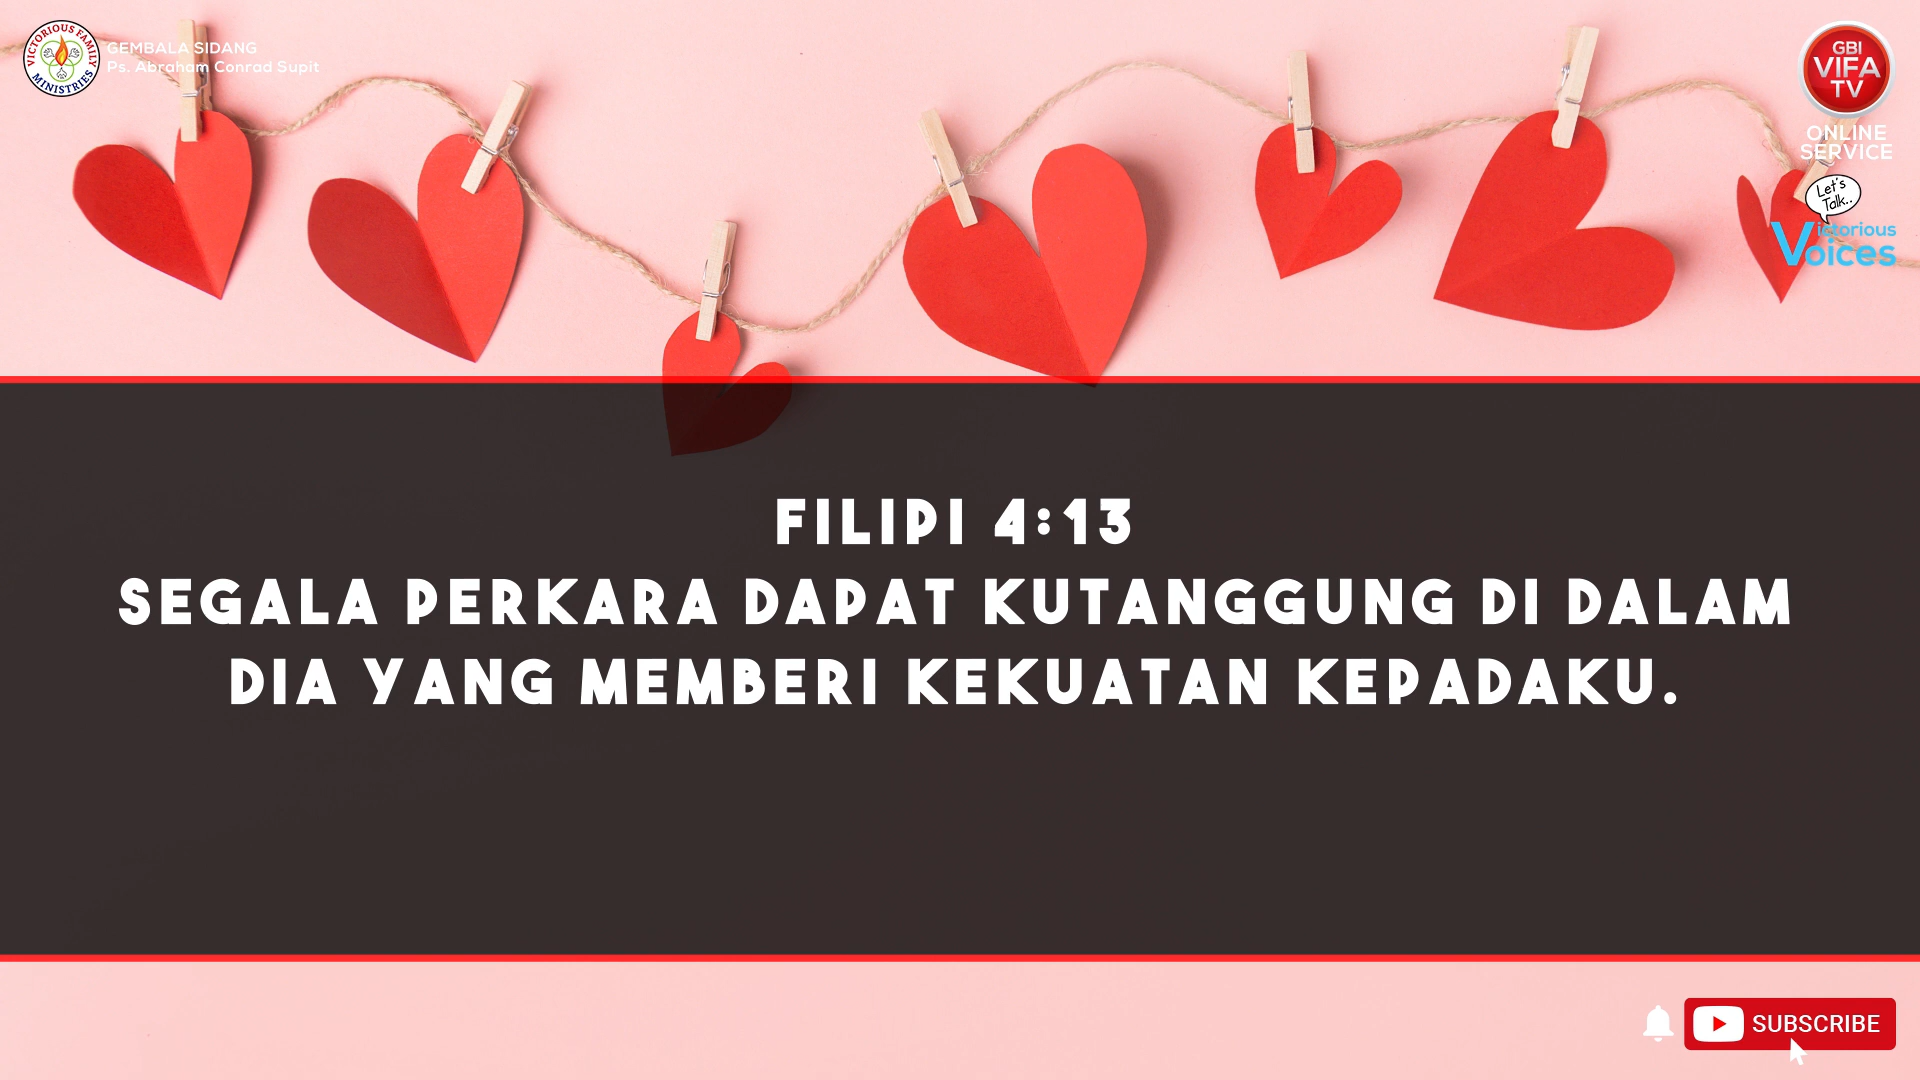 VICTORIOUS FAMILY
MINISTRIES
GEMBALA SIDANG
Ps. Abraham Conrad Supit
GBI
VIFA
TV
ONLINE
SERVICE
Let's
Talk..
Victorious
Voices
FILIPI 4:13
SEGALA PERKARA DAPAT KUTANGGUNG DI DALAM
DIA YANG MEMBERI KEKUATAN KEPADAKU.
SUBSCRIBE